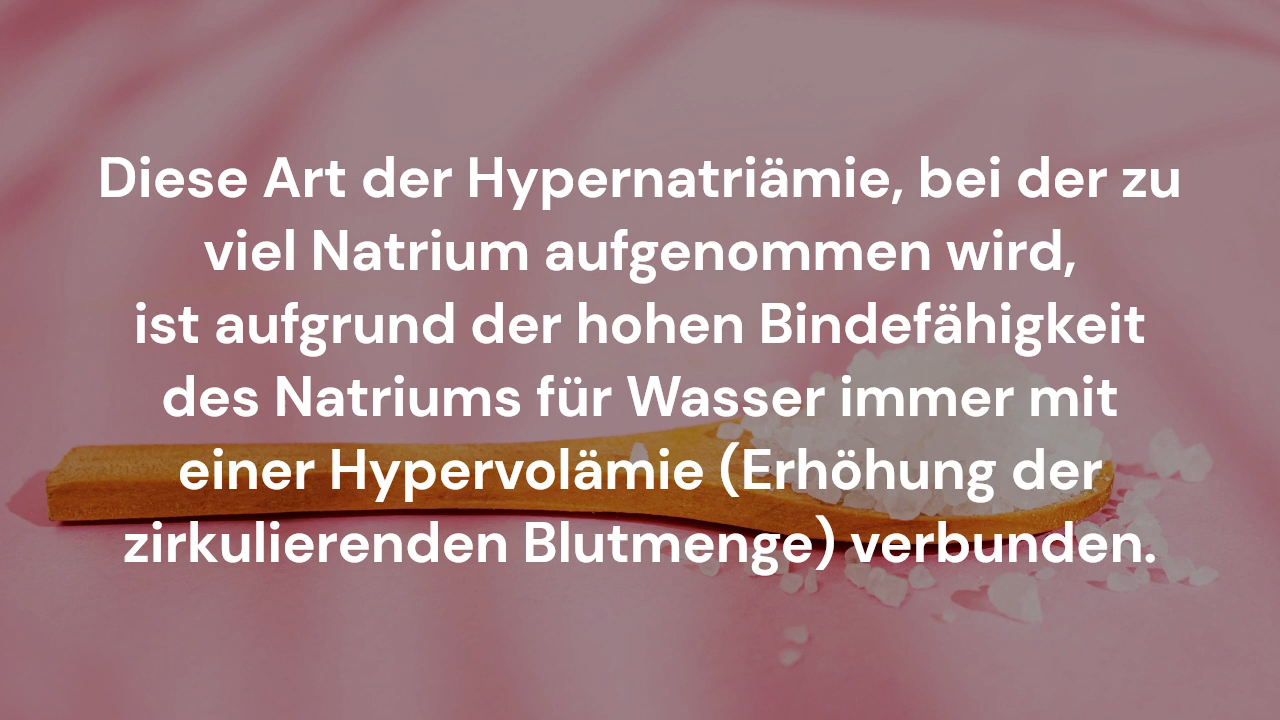 Diese Art der Hypernatriämie, bei der zu
viel Natrium aufgenommen wird,
ist aufgrund der hohen Bindefähigkeit
des Natriums für Wasser immer mit
einer Hypervolämie (Erhöhung der
zirkulierenden Blutmenge) verbunden.